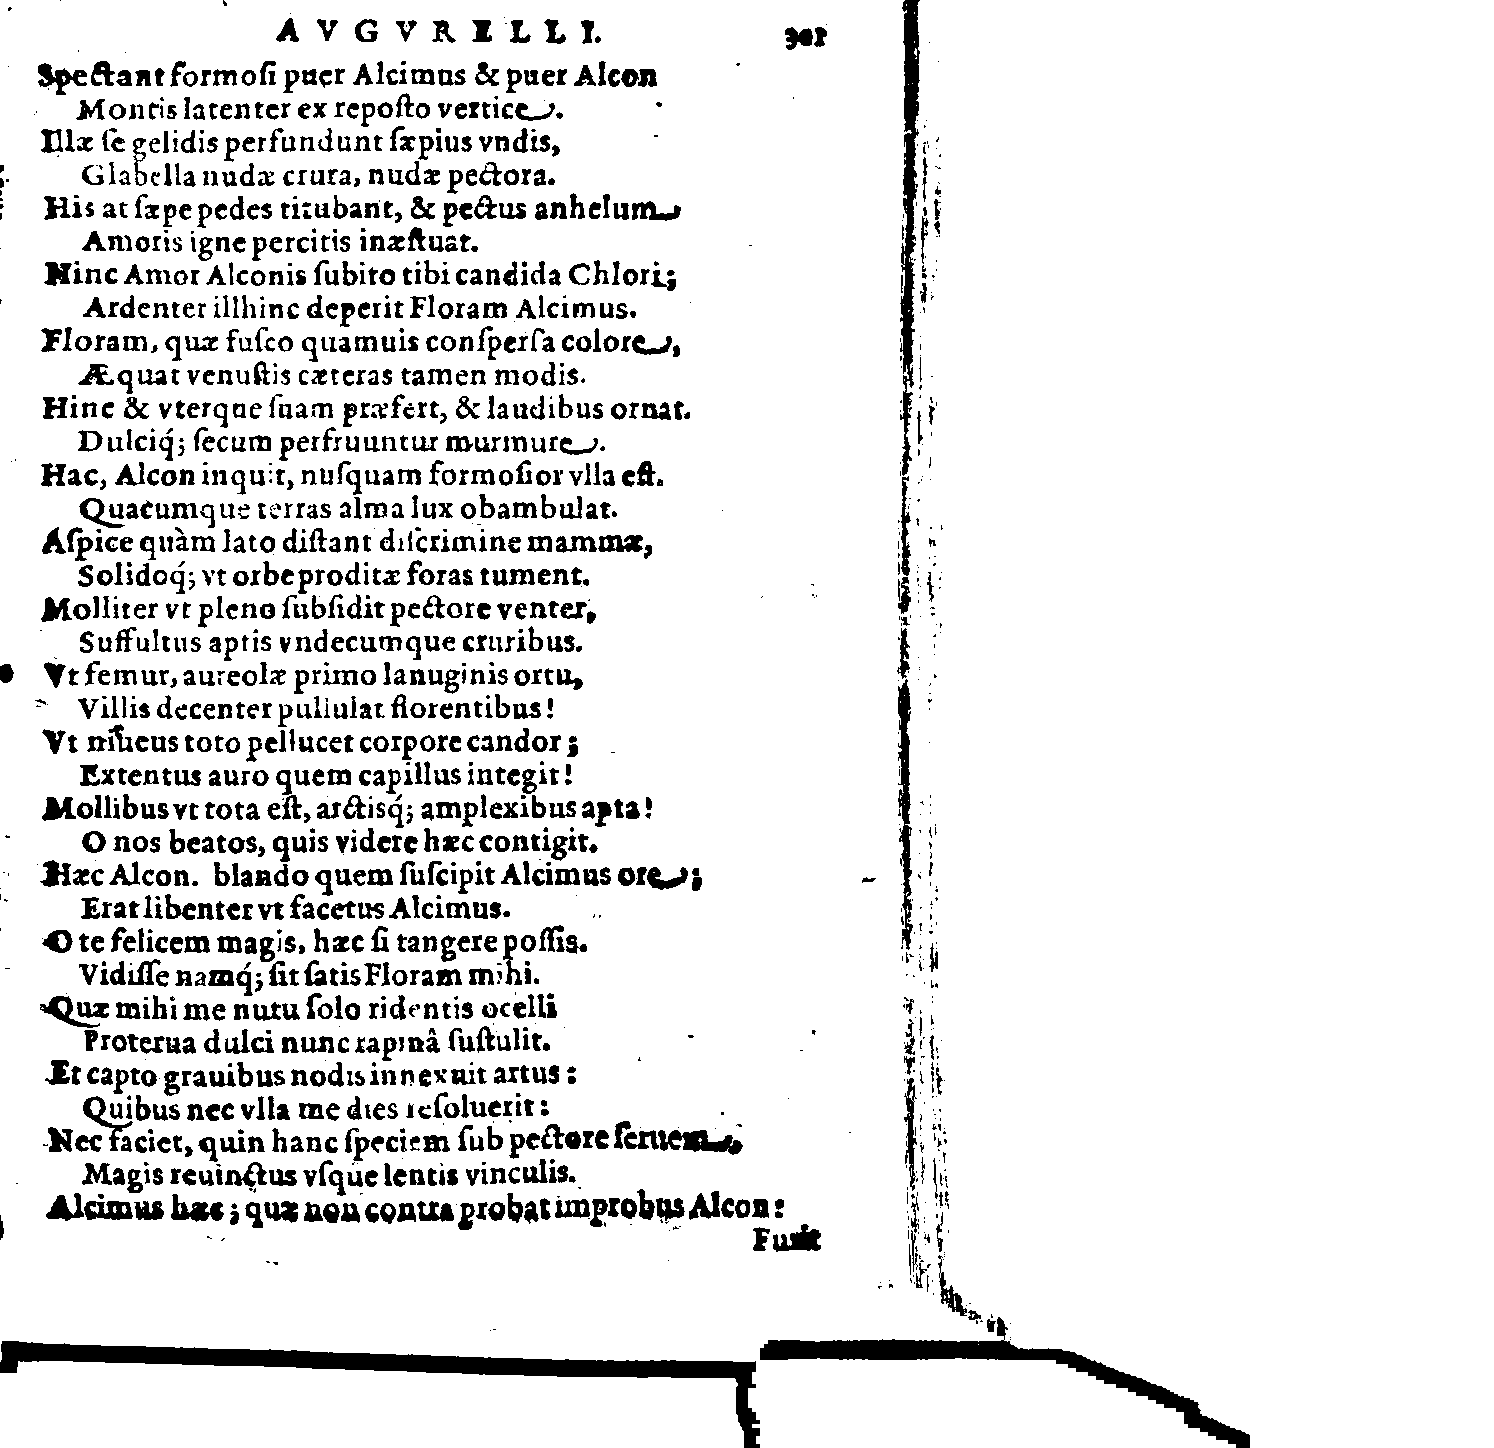 AVGVRELLI. 301
Spectant formosi puer Alcimus & puer Alcon
Montis latenter ex reposto vertice.
Illæ ſe gelidis perfundunt ſæpius vndis,
Glabella nudæ crura, nudæ pectora.
His at ſæpe pedes titubant, & pectus anhelum
Amoris igne percitis inæſtuat.
Hinc Amor Alconis ſubito tibi candida Chlori;
Ardenter illhinc deperit Floram Alcimus.
Floram, quæ fuſco quamuis conſperſa colore,
Æquat venuſtis cæteras tamen modis.
Hinc & vterque ſuam præfert, & laudibus ornat.
Dulciq́; ſecum perfruuntur murmure.
Hac, Alcon inquit, nuſquam formoſior vlla eſt.
Quacumque terras alma lux obambulat.
Aſpice quàm lato diſtant diſcrimine mammæ,
Solidoq́; vt orbe proditæ foras tument.
Molliter vt pleno ſubſidit pectore venter,
Suffultus aptis vndecumque cruribus.
Vt femur, aureolæ primo lanuginis ortu,
Villis decenter pullulat florentibus!
Vt niueus toto pellucet corpore candor;
Extentus auro quem capillus integit!
Mollibus vt tota eſt, arctisq́; amplexibus apta!
O nos beatos, quis videre hæc contigit.
Hæc Alcon. blando quem ſuſcipit Alcimus ore;
Erat libenter vt facetus Alcimus.
O te felicem magis, hæc ſi tangere poſſis.
Vidiſſe namq́; ſit ſatis Floram mihi.
Quæ mihi me nutu ſolo ridentis ocelli
Proterua dulci nunc rapinâ ſuſtulit.
Et capto grauibus nodis innexuit artus:
Quibus nec vlla me dies reſoluerit:
Nec faciet, quin hanc ſpeciem ſub pectore ſeruem,
Magis reuinctus vſque lentis vinculis.
Alcimus hæc; quæ non contra probat improbus Alcon:
Furit